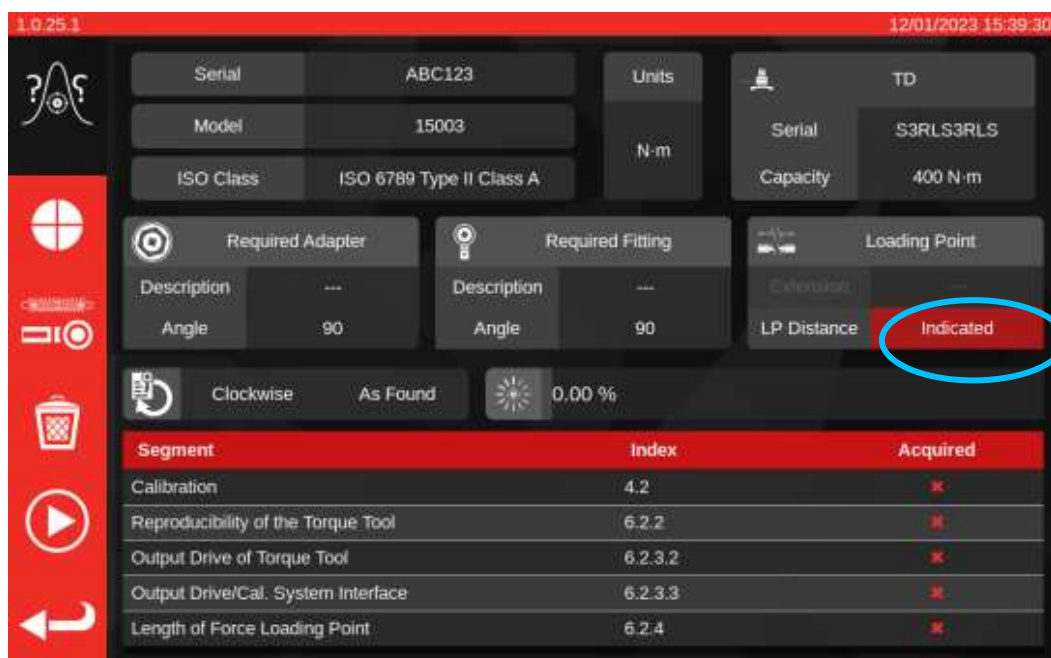 1.0.25.1 12/01/2023 15:39:30
Serial ABC123 Units TD
Model 15003 N·m Serial S3RLS3RLS
ISO Class ISO 6789 Type II Class A Capacity 400 N·m
Required Adapter Required Fitting Loading Point
Description --- Description --- Extension ---
Angle 90 Angle 90 LP Distance Indicated
Clockwise As Found 0.00 %
Segment Index Acquired
Calibration 4.2
Reproducibility of the Torque Tool 6.2.2
Output Drive of Torque Tool 6.2.3.2
Output Drive/Cal. System Interface 6.2.3.3
Length of Force Loading Point 6.2.4